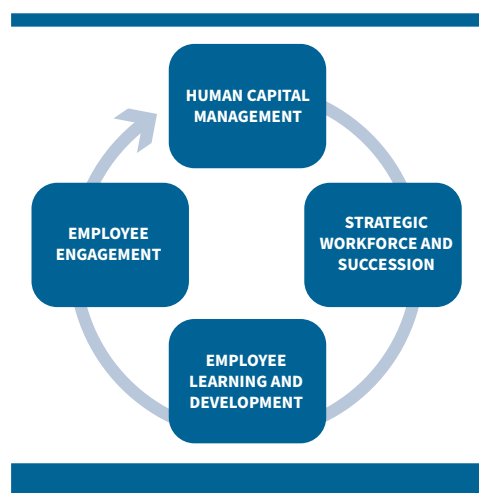 HUMAN CAPITAL
MANAGEMENT
STRATEGIC
WORKFORCE AND
SUCCESSION
EMPLOYEE
LEARNING AND
DEVELOPMENT
EMPLOYEE
ENGAGEMENT